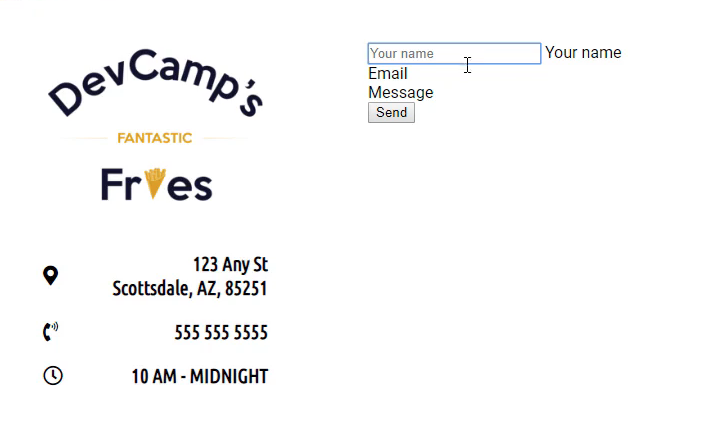 DevCamp's
FANTASTIC
Fries
123 Any St
Scottsdale, AZ, 85251
555 555 5555
10 AM - MIDNIGHT
Your name Your name
Email
Message
Send